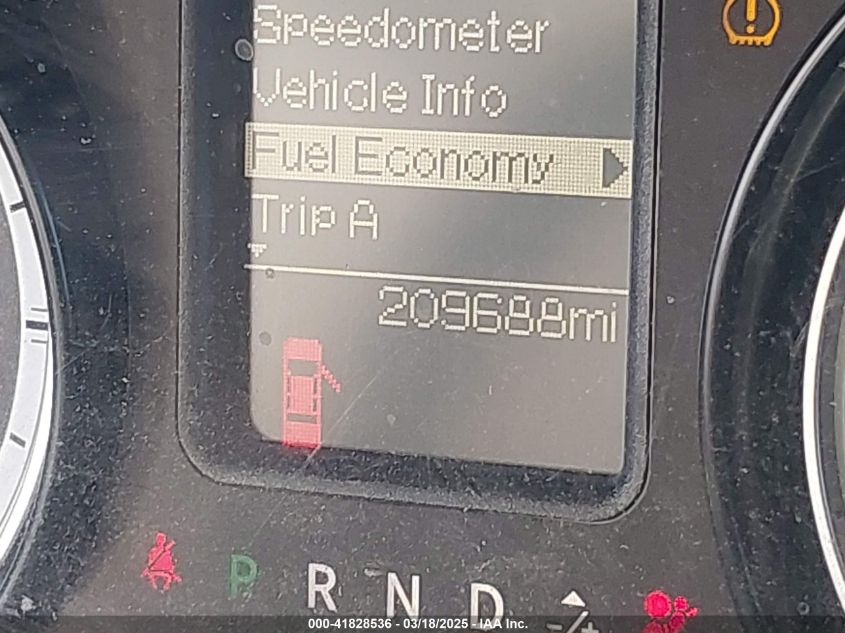 Speedometer
Vehicle Info
Fuel Economy
Trip A
209688mi
P R N D -/+
000-41828536 - 03/18/2025 - IAA Inc.